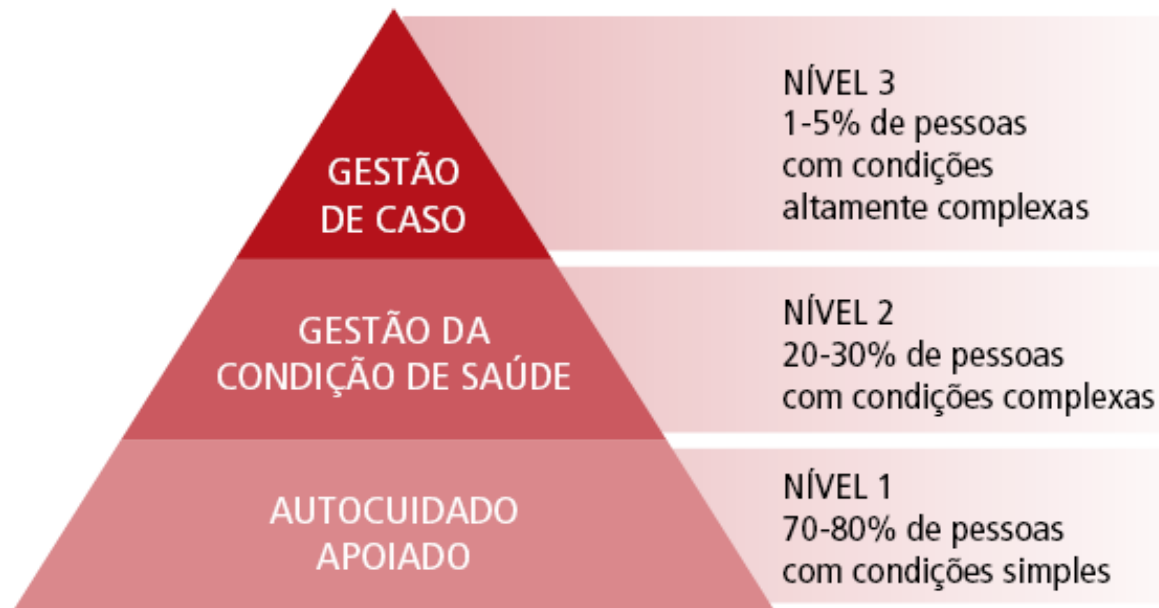 GESTÃO
DE CASO
NÍVEL 3
1-5% de pessoas
com condições
altamente complexas
GESTÃO DA
CONDIÇÃO DE SAÚDE
NÍVEL 2
20-30% de pessoas
com condições complexas
AUTOCUIDADO
APOIADO
NÍVEL 1
70-80% de pessoas
com condições simples